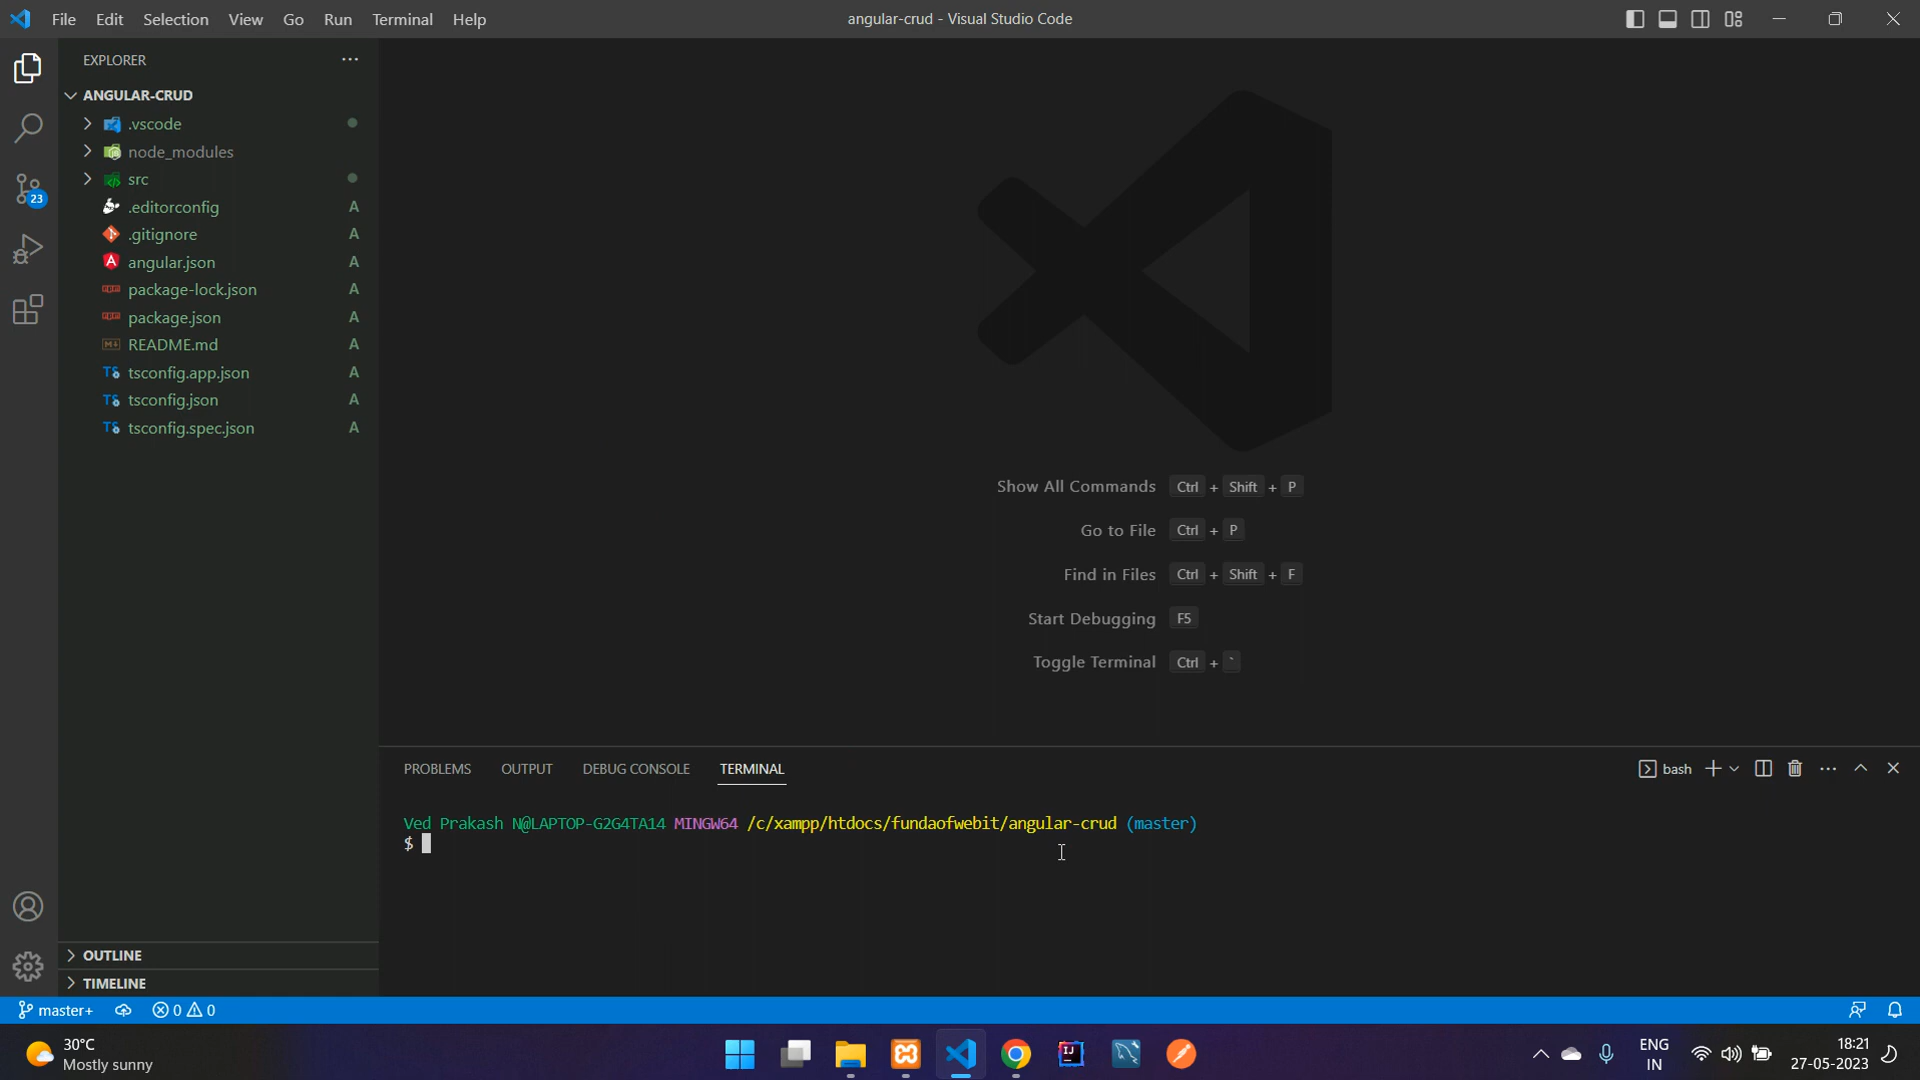 File Edit Selection View Go Run Terminal Help
angular-crud - Visual Studio Code
EXPLORER
ANGULAR-CRUD
.vscode
node_modules
src
.editorconfig A
.gitignore A
angular.json A
package-lock.json A
package.json A
README.md A
tsconfig.app.json A
tsconfig.json A
tsconfig.spec.json A
23
Show All Commands Ctrl + Shift + P
Go to File Ctrl + P
Find in Files Ctrl + Shift + F
Start Debugging F5
Toggle Terminal Ctrl + `
PROBLEMS OUTPUT DEBUG CONSOLE TERMINAL
bash
Ved Prakash N@LAPTOP-G2G4TA14 MINGW64 /c/xampp/htdocs/fundaofwebit/angular-crud (master)
$
OUTLINE
TIMELINE
master+ 0 0
30°C
Mostly sunny
ENG
IN
18:21
27-05-2023